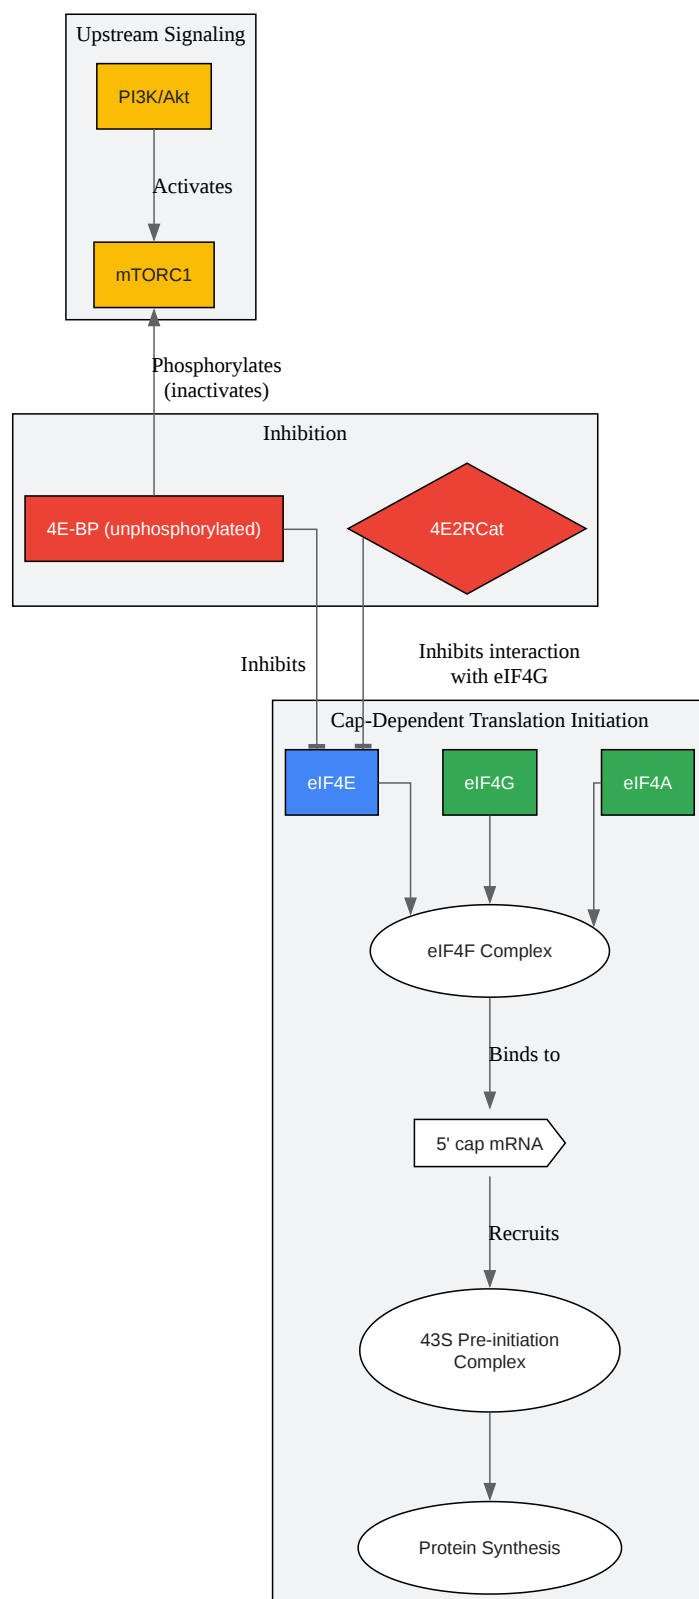 Upstream Signaling
PI3K/Akt
Activates
mTORC1
Phosphorylates
(inactivates)
Inhibition
4E-BP (unphosphorylated)
4E2RCat
Inhibits
Inhibits interaction
with eIF4G
Cap-Dependent Translation Initiation
eIF4E
eIF4G
eIF4A
eIF4F Complex
Binds to
5' cap mRNA
Recruits
43S Pre-initiation
Complex
Protein Synthesis